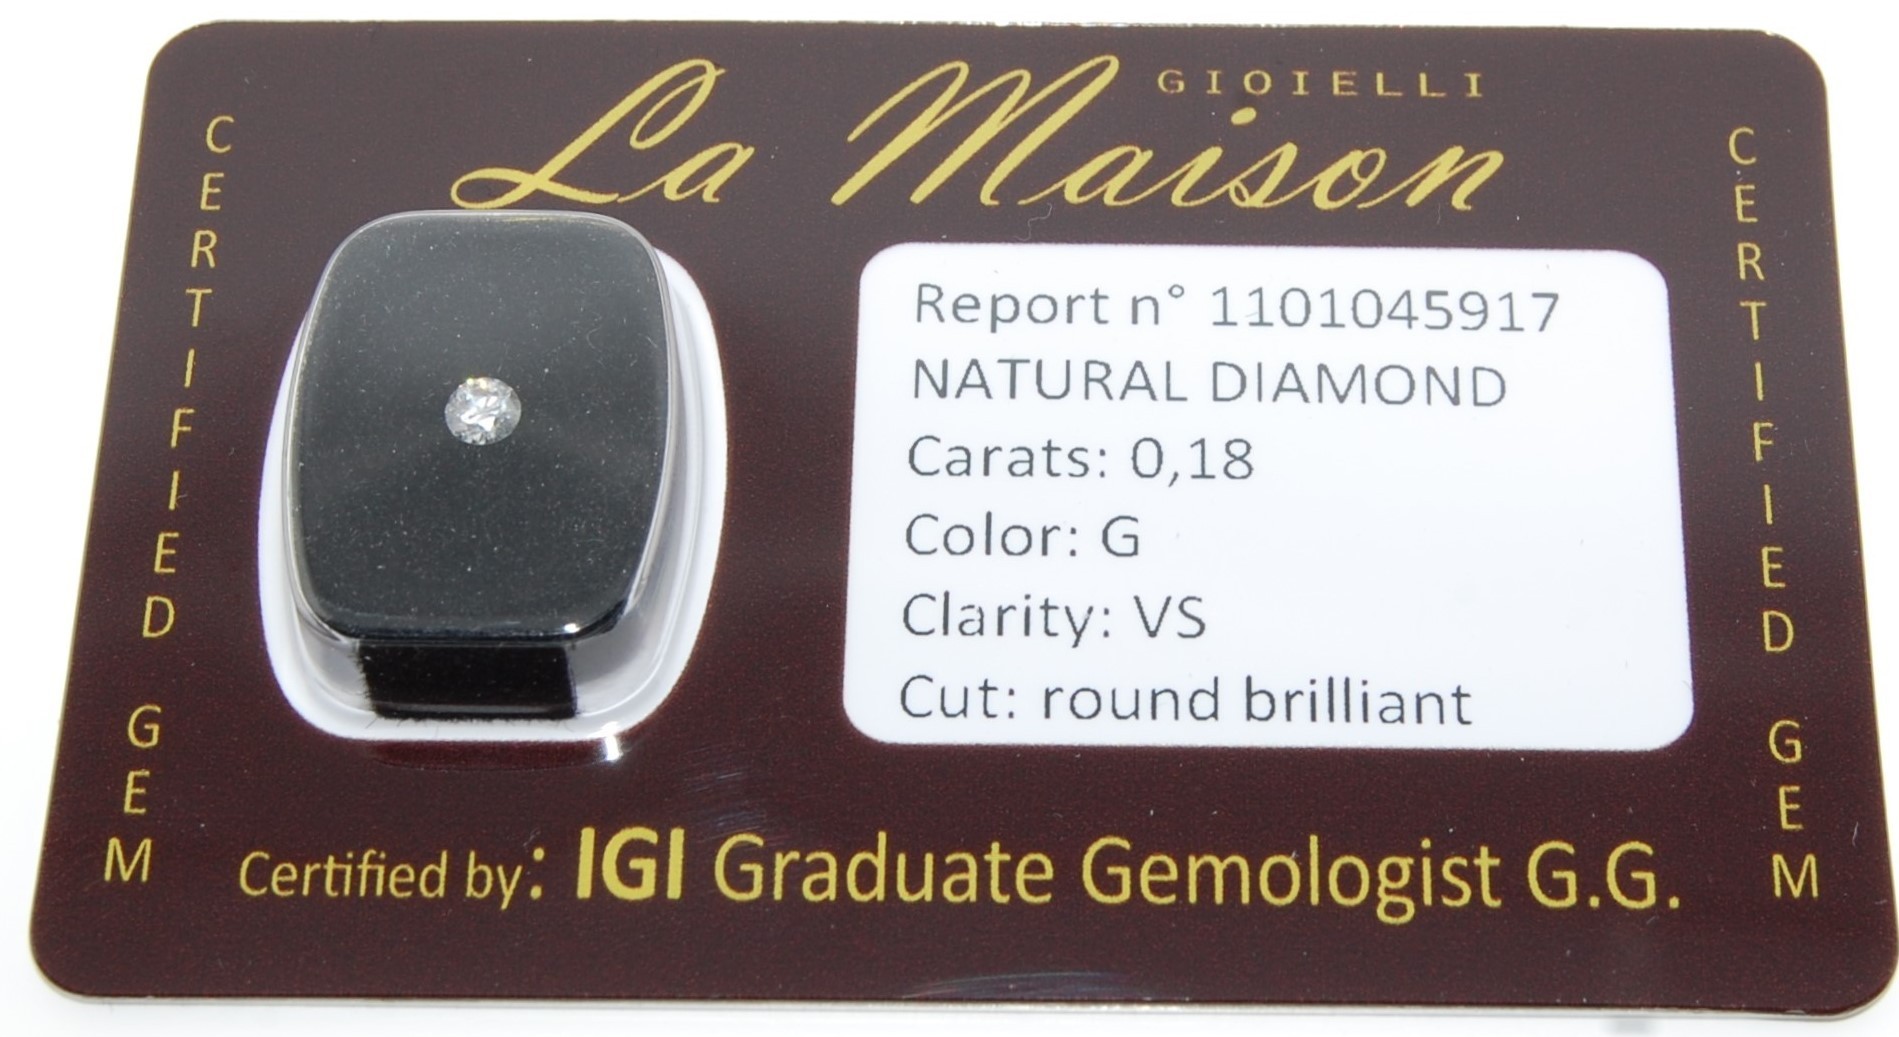 GIOIELLI
La Maison
CERTIFIED GEM
Report n° 1101045917
NATURAL DIAMOND
Carats: 0,18
Color: G
Clarity: VS
Cut: round brilliant
CERTIFIED GEM
Certified by: IGI Graduate Gemologist G.G.